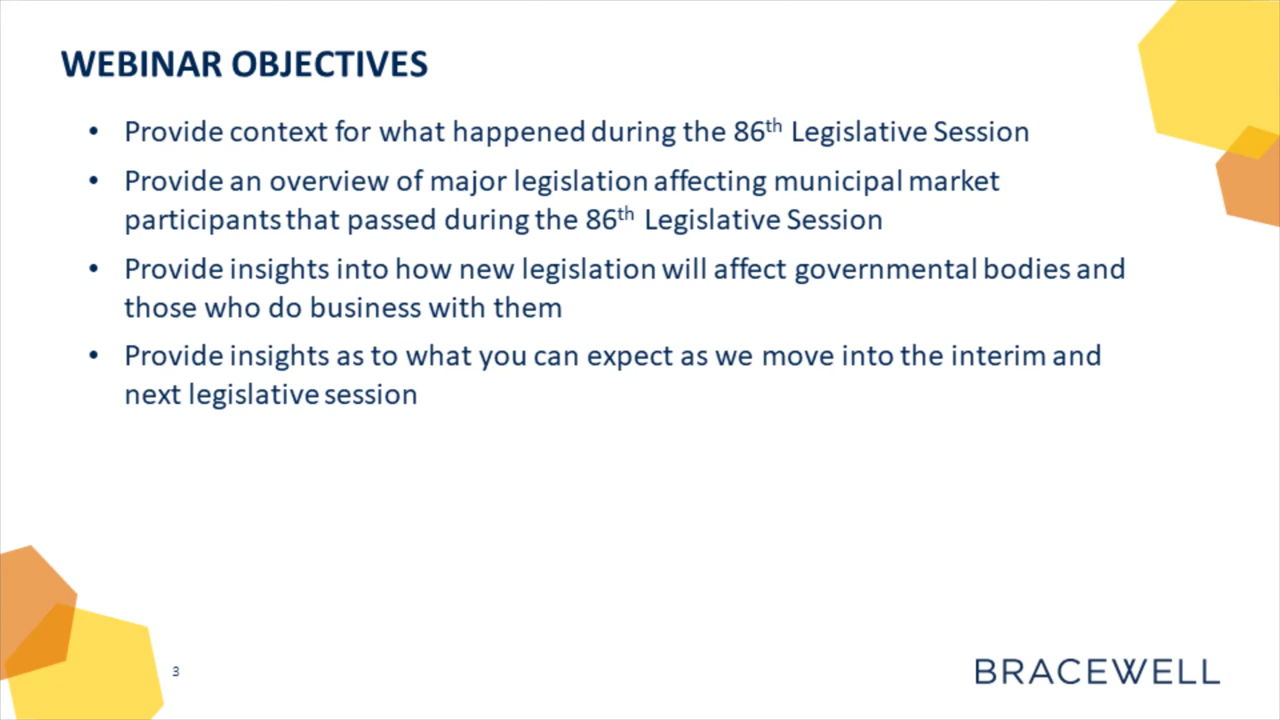 WEBINAR OBJECTIVES
• Provide context for what happened during the 86th Legislative Session
• Provide an overview of major legislation affecting municipal market
participants that passed during the 86th Legislative Session
• Provide insights into how new legislation will affect governmental bodies and
those who do business with them
• Provide insights as to what you can expect as we move into the interim and
next legislative session
3
BRACEWELL